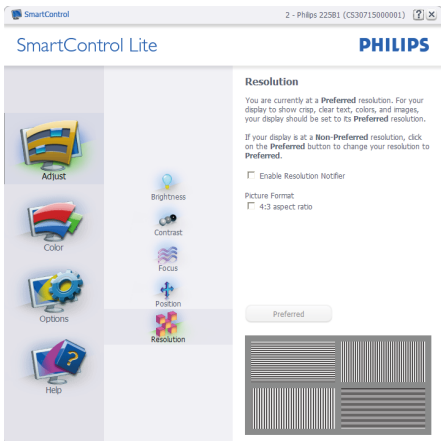 SmartControl
2 - Philips 225B1 (CS30715000001)
SmartControl Lite
PHILIPS
Adjust
Color
Options
Help
Brightness
Contrast
Focus
Position
Resolution
Resolution
You are currently at a Preferred resolution. For your
display to show crisp, clear text, colors, and images,
your display should be set to its Preferred resolution.
If your display is at a Non-Preferred resolution, click
on the Preferred button to change your resolution to
Preferred.
Enable Resolution Notifier
Picture Format
4:3 aspect ratio
Preferred